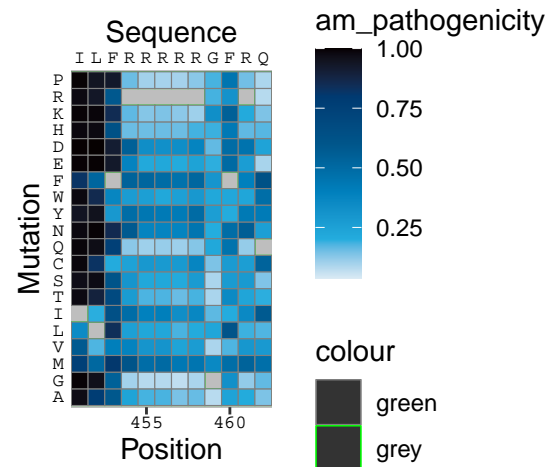 Sequence
I L F R R R R R G F R Q
Mutation
P
R
K
H
D
E
F
W
Y
N
Q
C
S
T
I
L
V
M
G
A
455 460
Position
am_pathogenicity
1.00
0.75
0.50
0.25
colour
green
grey